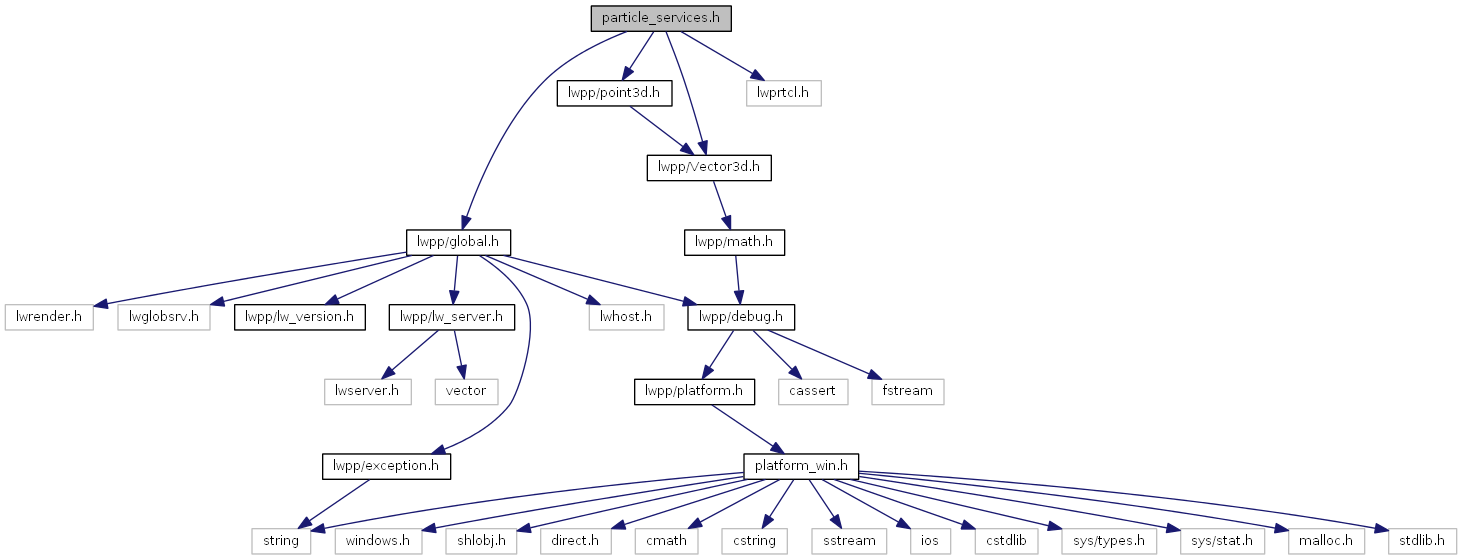 particle_services.h
lwpp/point3d.h
lwprtcl.h
lwpp/Vector3d.h
lwpp/global.h
lwpp/math.h
lwrender.h
lwglobsrv.h
lwpp/lw_version.h
lwpp/lw_server.h
lwhost.h
lwpp/debug.h
lwserver.h
vector
lwpp/platform.h
cassert
fstream
lwpp/exception.h
platform_win.h
string
windows.h
shlobj.h
direct.h
cmath
cstring
sstream
ios
cstdlib
sys/types.h
sys/stat.h
malloc.h
stdlib.h